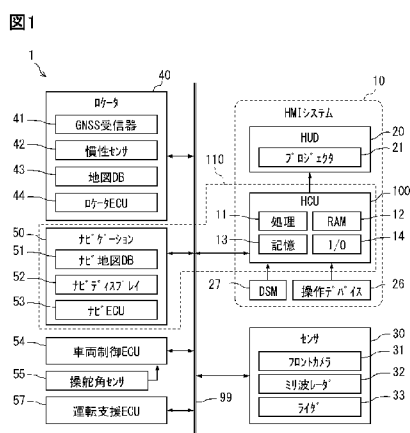 図1
1
40
ロケータ
41
GNSS受信器
42
慣性センサ
43
地図DB
44
ロケータECU
50
ナビゲーション
51
ナビ地図DB
52
ナビディスプレイ
53
ナビECU
54
車両制御ECU
55
操舵角センサ
57
運転支援ECU
99
110
10
HMIシステム
HUD
20
プロジェクタ
21
HCU
100
11
処理
RAM
12
13
記憶
I/O
14
27
DSM
操作デバイス
26
センサ
30
フロントカメラ
31
ミリ波レーダ
32
ライダ
33